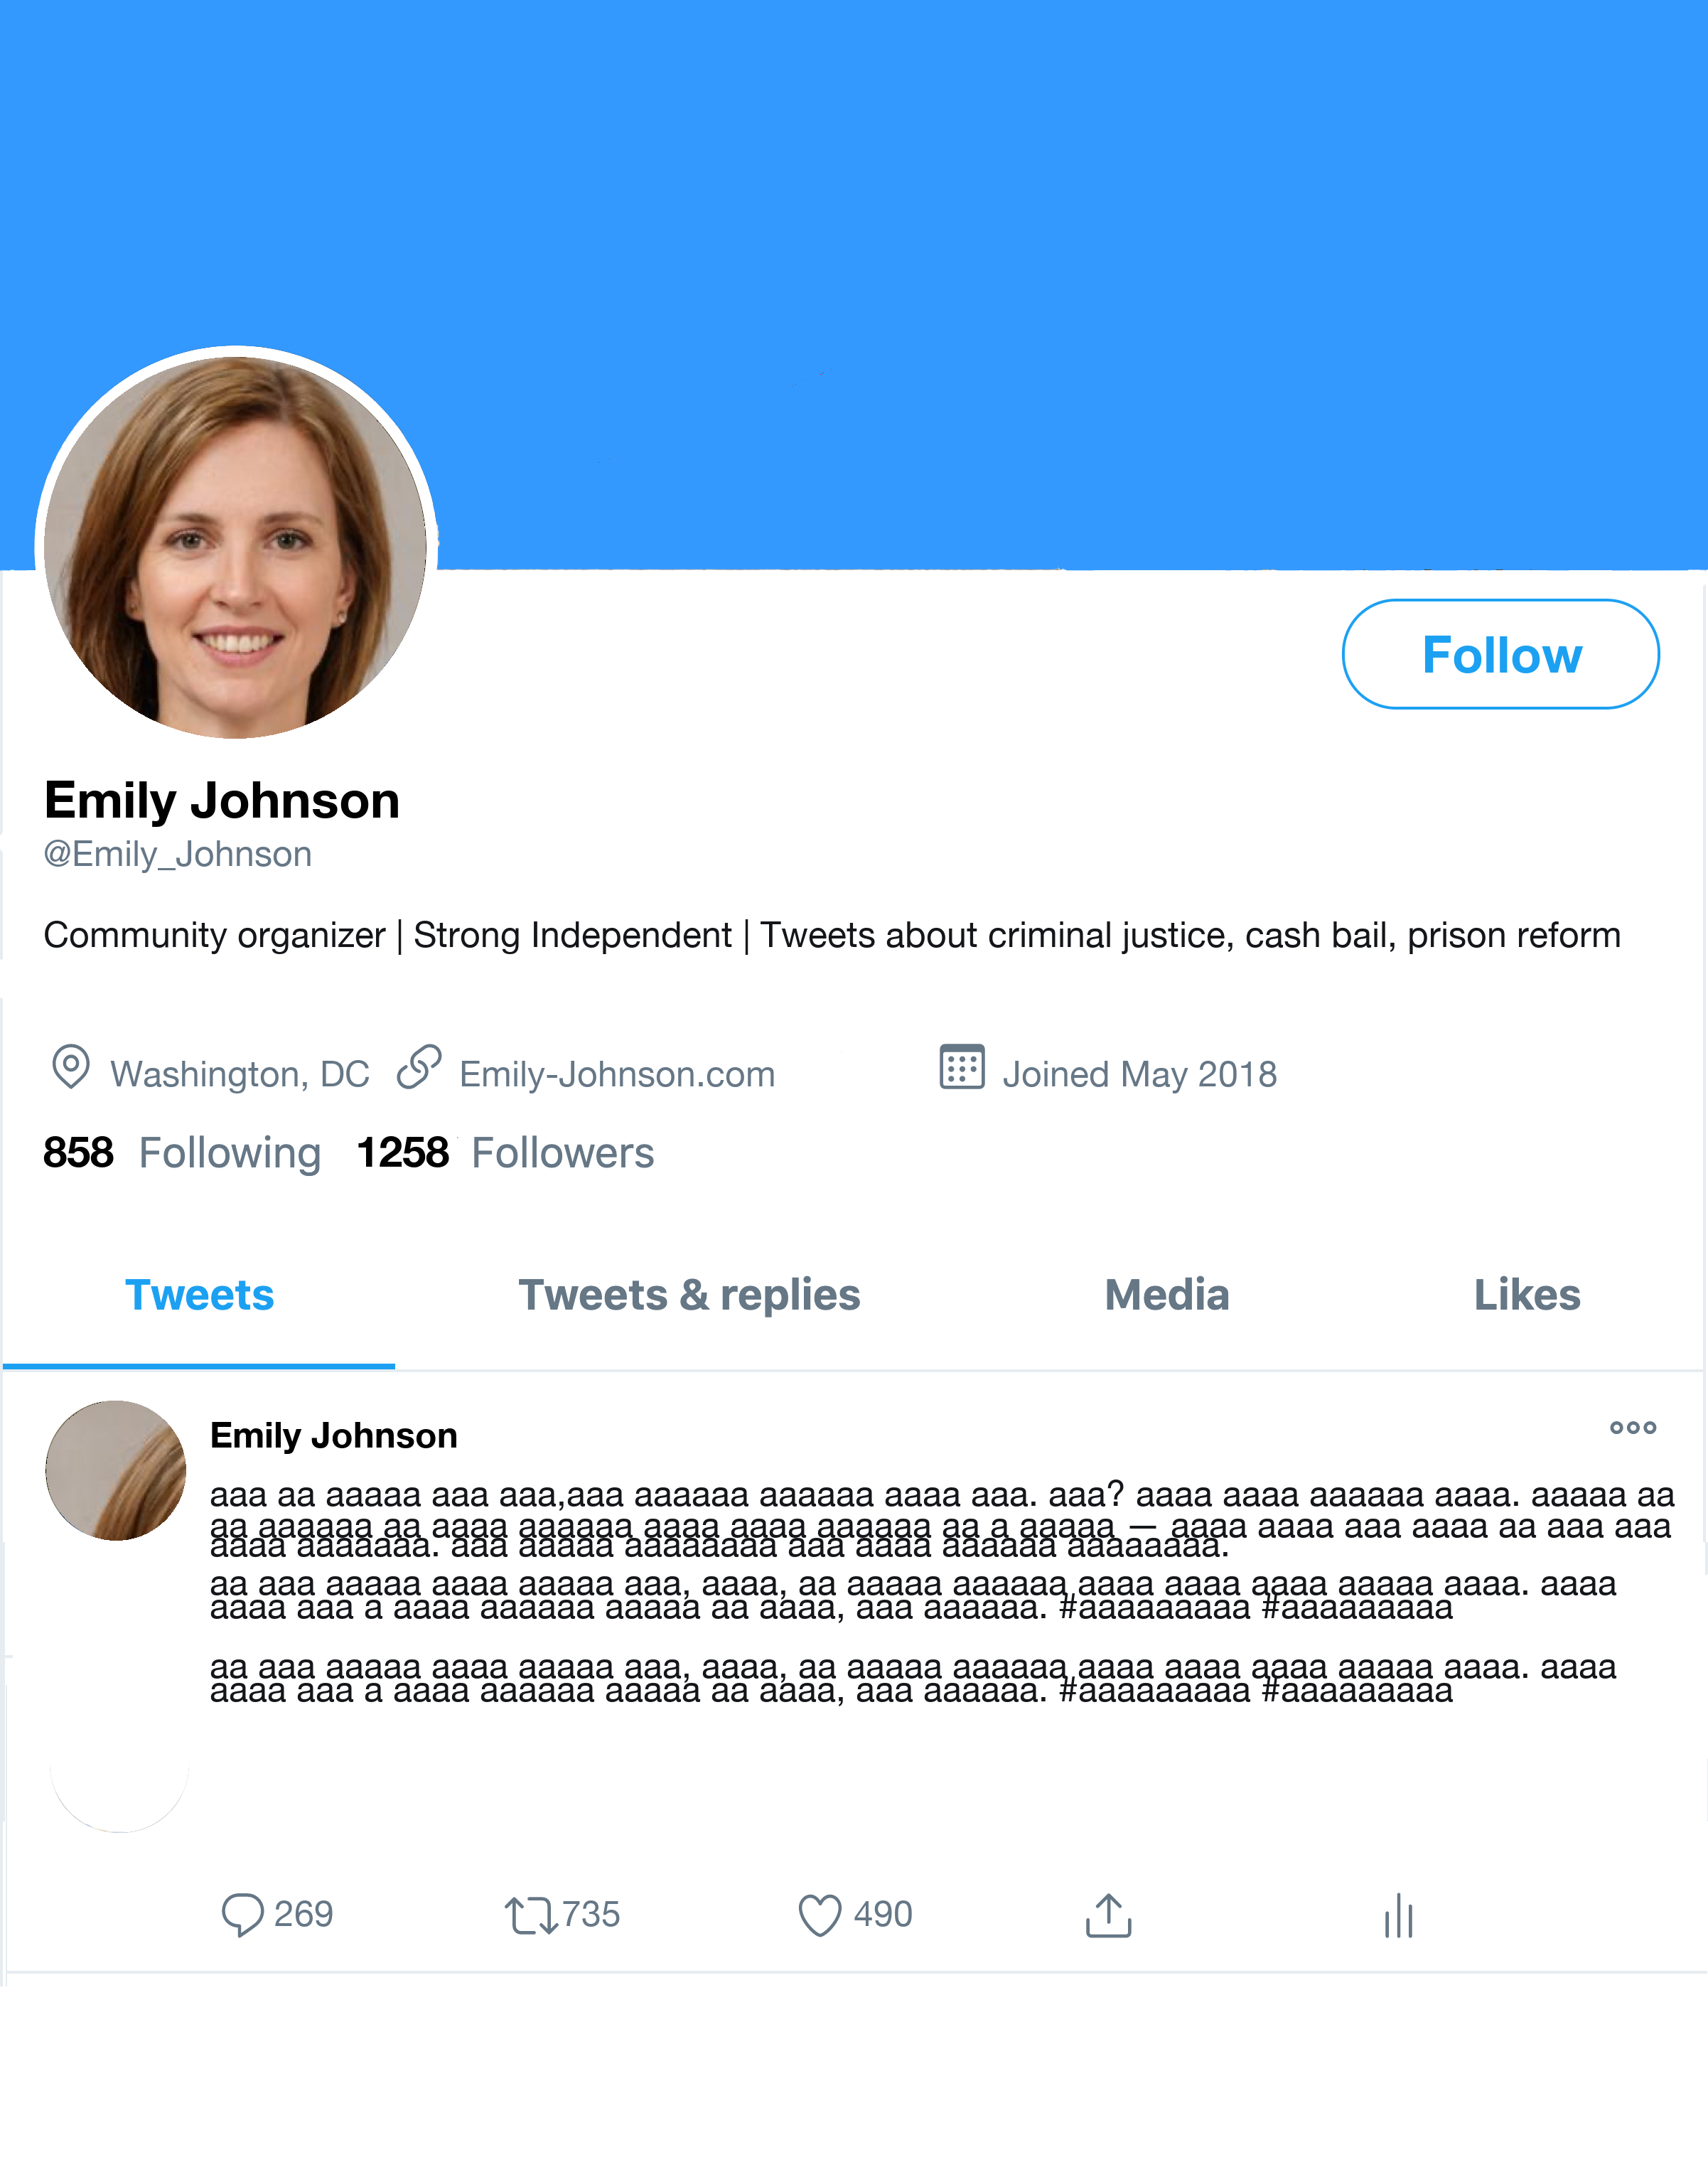 Follow
Emily Johnson
@Emily_Johnson
Community organizer | Strong Independent | Tweets about criminal justice, cash bail, prison reform
Washington, DC Emily-Johnson.com Joined May 2018
858 Following 1258 Followers
Tweets Tweets & replies Media Likes
Emily Johnson
aaa aa aaaaa aaa aaa,aaa aaaaaa aaaaaa aaaa aaa. aaa? aaaa aaaa aaaaaa aaaa. aaaaa aa
aa aaaaaa aa aaaa aaaaaa aaaa aaaa aaaaaa aa a aaaaa — aaaa aaaa aaa aaaa aa aaa aaa
aaaa aaaaaaa. aaa aaaaa aaaaaaaa aaa aaaa aaaaaa aaaaaaaa.
aa aaa aaaaa aaaa aaaaa aaa, aaaa, aa aaaaa aaaaaa,aaaa aaaa aaaa aaaaa aaaa. aaaa
aaaa aaa a aaaa aaaaaa aaaaa aa aaaa, aaa aaaaaa. #aaaaaaaaa #aaaaaaaaa
aa aaa aaaaa aaaa aaaaa aaa, aaaa, aa aaaaa aaaaaa,aaaa aaaa aaaa aaaaa aaaa. aaaa
aaaa aaa a aaaa aaaaaa aaaaa aa aaaa, aaa aaaaaa. #aaaaaaaaa #aaaaaaaaa
269 735 490